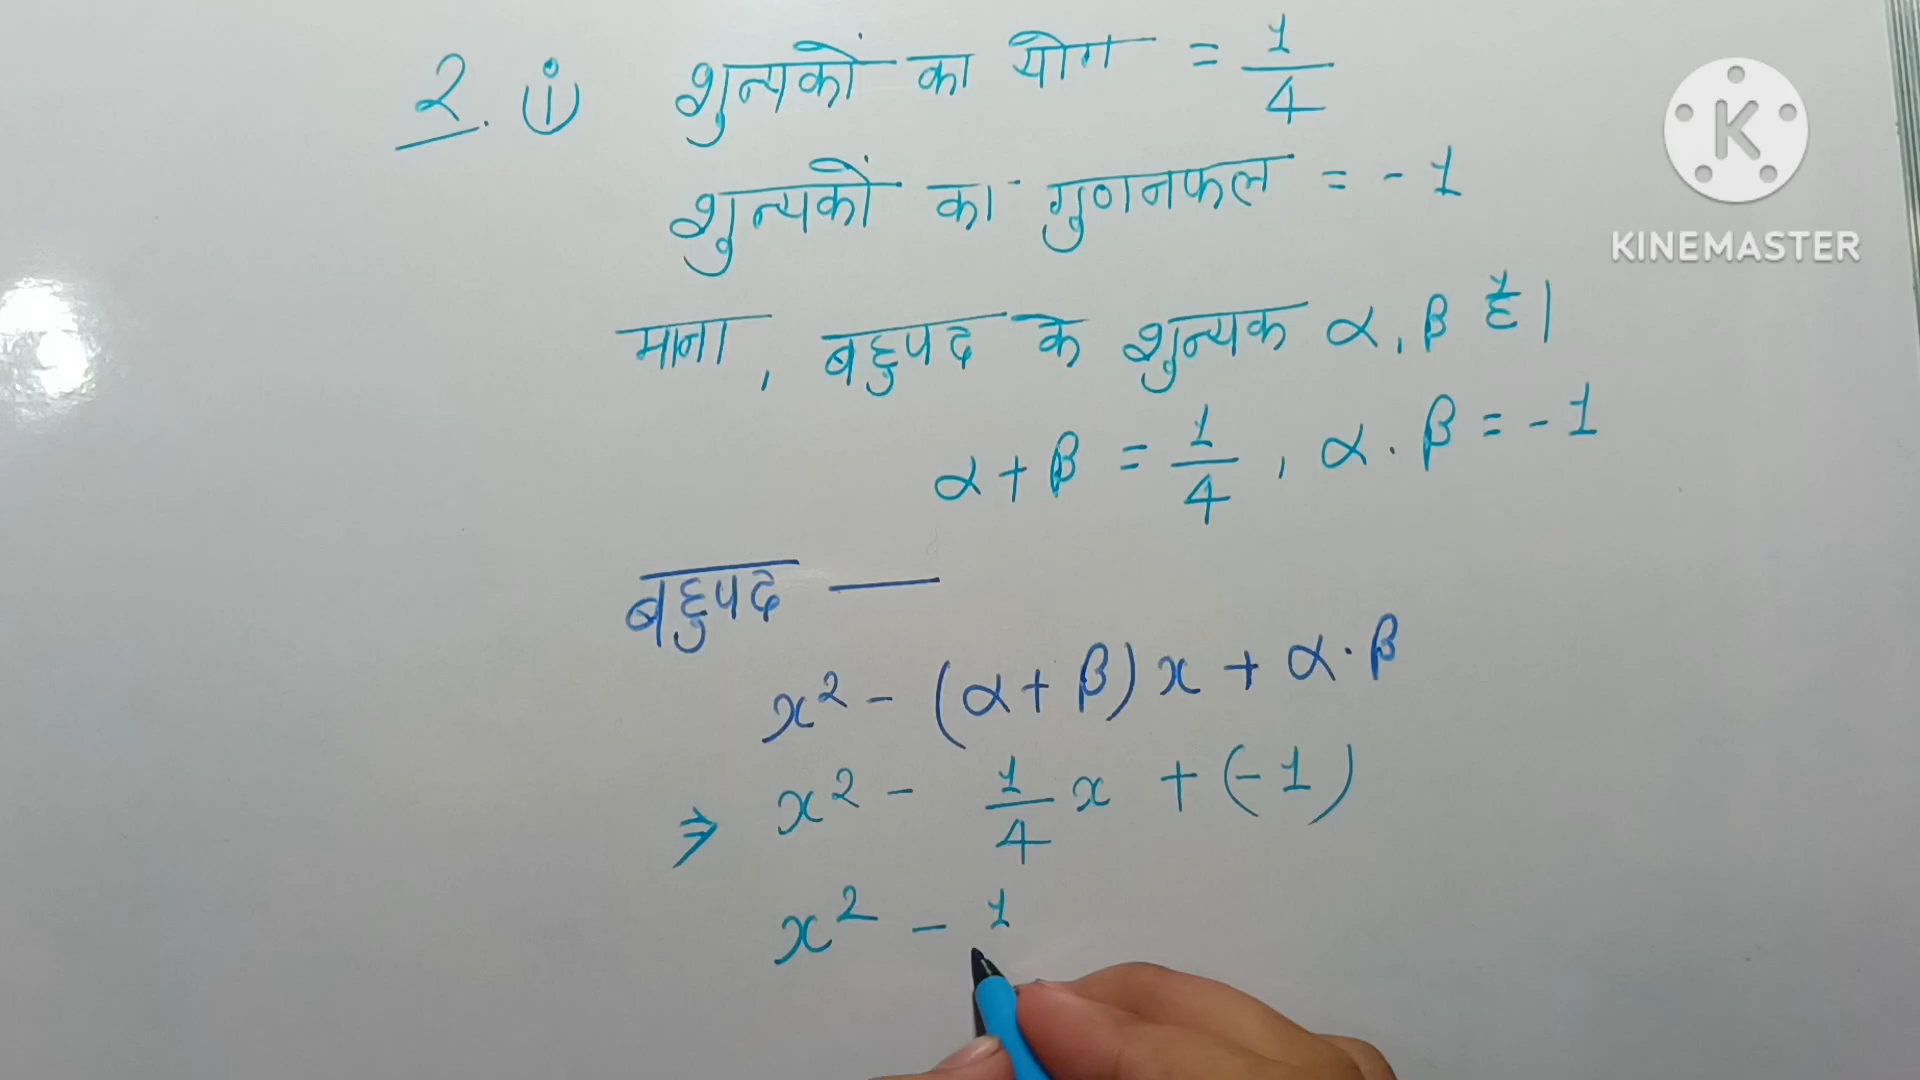 2. (i) शुन्यकों का योग = 1/4
शुन्यकों का गुणनफल = - 1
माना, बहुपद के शुन्यक α, β है।
α + β = 1/4, α . β = - 1
बहुपद —
x² - (α + β) x + α . β
⇒ x² - 1/4 x + (- 1)
x² - 1
K
KINEMASTER